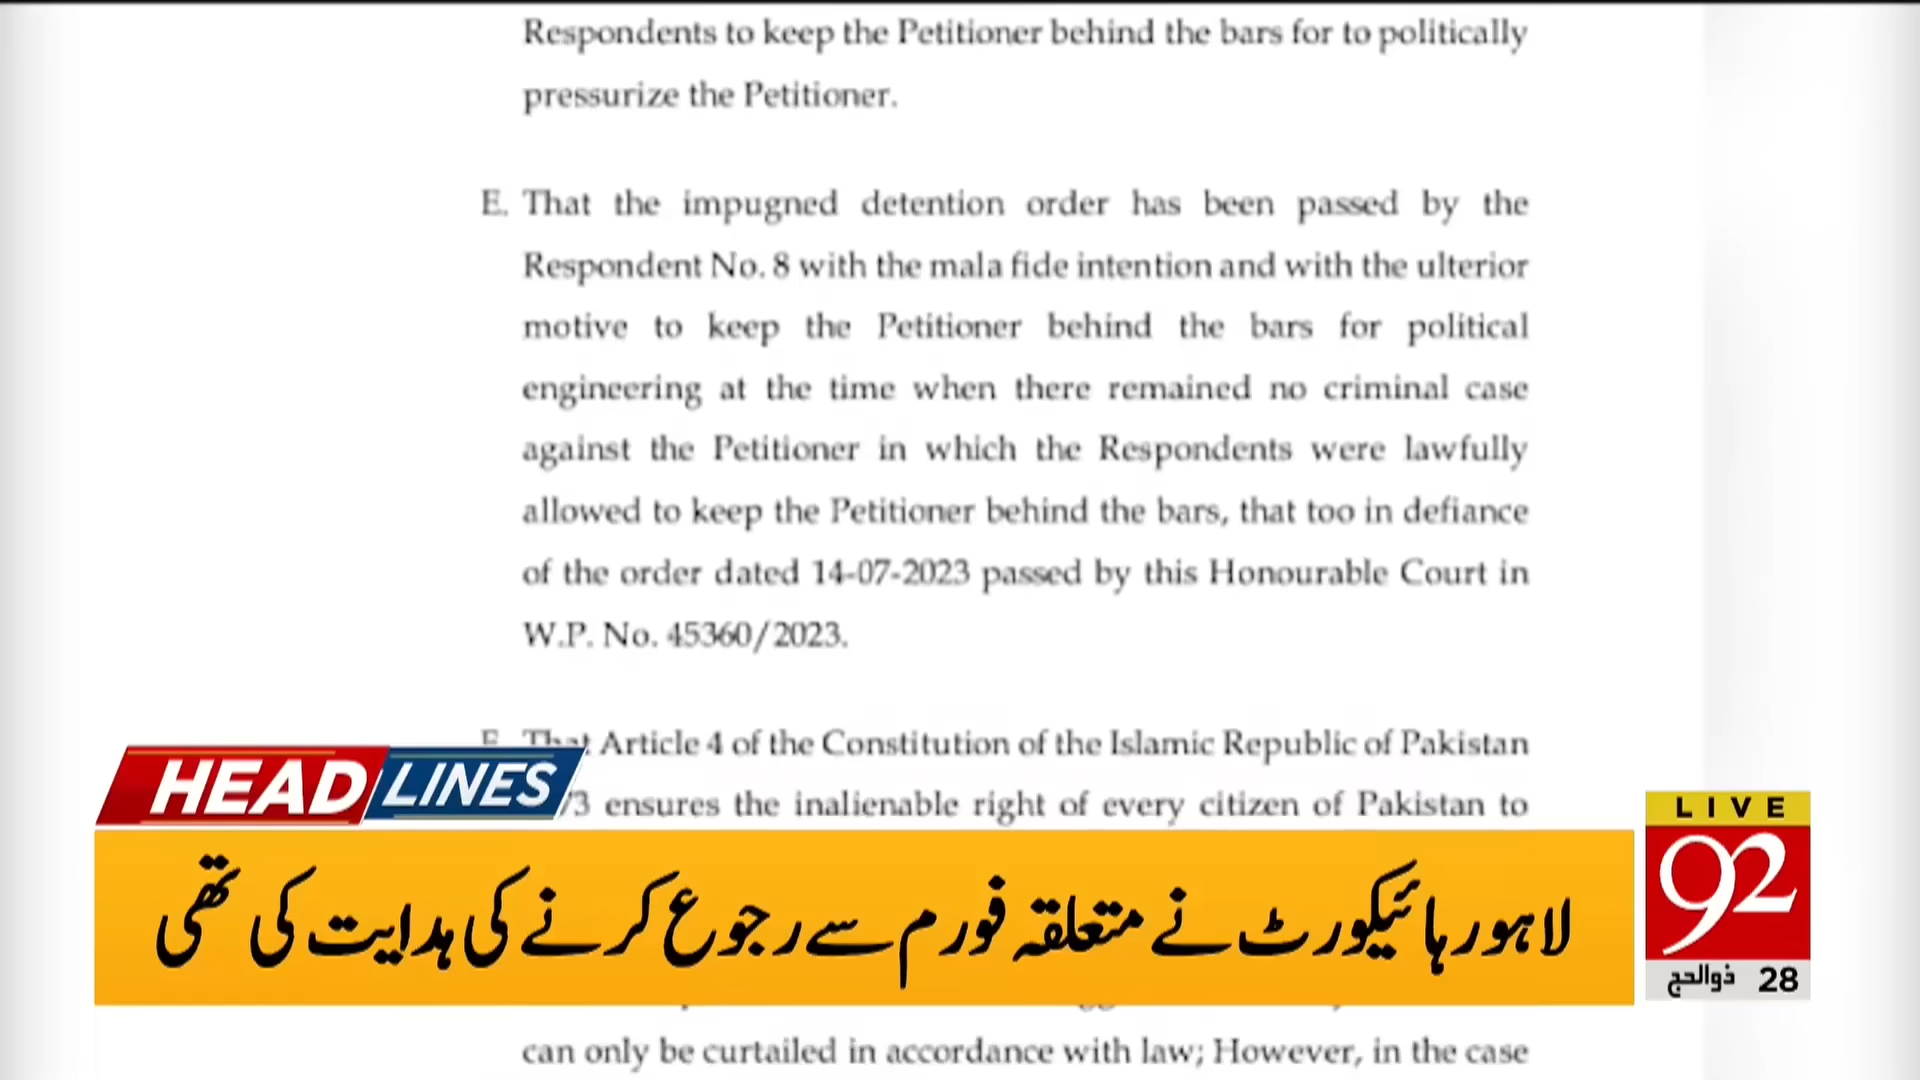 Respondents to keep the Petitioner behind the bars for to politically
pressurize the Petitioner.
E. That the impugned detention order has been passed by the
Respondent No. 8 with the mala fide intention and with the ulterior
motive to keep the Petitioner behind the bars for political
engineering at the time when there remained no criminal case
against the Petitioner in which the Respondents were lawfully
allowed to keep the Petitioner behind the bars, that too in defiance
of the order dated 14-07-2023 passed by this Honourable Court in
W.P. No. 45360/2023.
That Article 4 of the Constitution of the Islamic Republic of Pakistan
/3 ensures the inalienable right of every citizen of Pakistan to
HEADLINES
لاہور ہائیکورٹ نے متعلقہ فورم سے رجوع کرنے کی ہدایت کی تھی
LIVE
92
28 ذوالحج
can only be curtailed in accordance with law; However, in the case